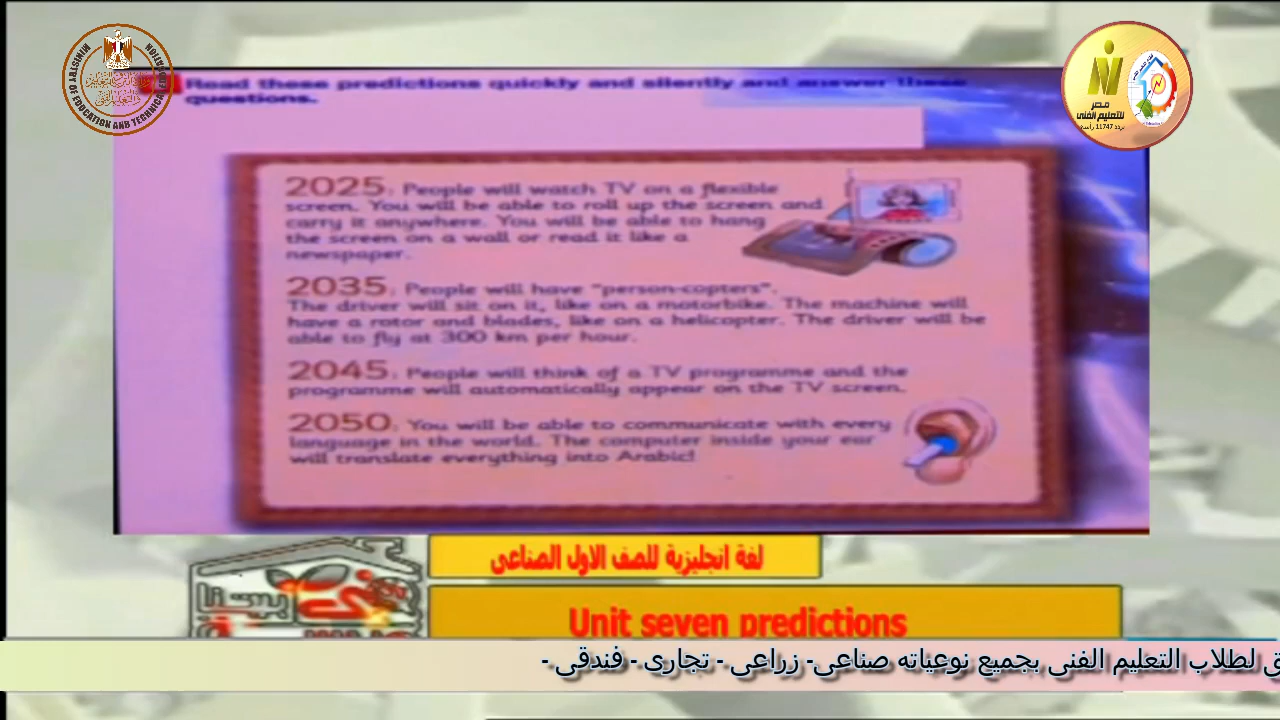 MINISTRY OF EDUCATION AND TECHNICAL EDUCATION
مصر
للتعليم الفنى
تردد 11747 رأسى
Read these predictions quickly and silently and answer these
questions.
2025: People will watch TV on a flexible
screen. You will be able to roll up the screen and
carry it anywhere. You will be able to hang
the screen on a wall or read it like a
newspaper.
2035: People will have "person-copters".
The driver will sit on it, like on a motorbike. The machine will
have a rotor and blades, like on a helicopter. The driver will be
able to fly at 300 km per hour.
2045: People will think of a TV programme and the
programme will automatically appear on the TV screen.
2050: You will be able to communicate with every
language in the world. The computer inside your ear
will translate everything into Arabic!
لغة انجليزية للصف الاول الصناعى
فى بيتنا
Unit seven predictions
ق لطلاب التعليم الفنى بجميع نوعياته صناعى- زراعى - تجارى - فندقى -